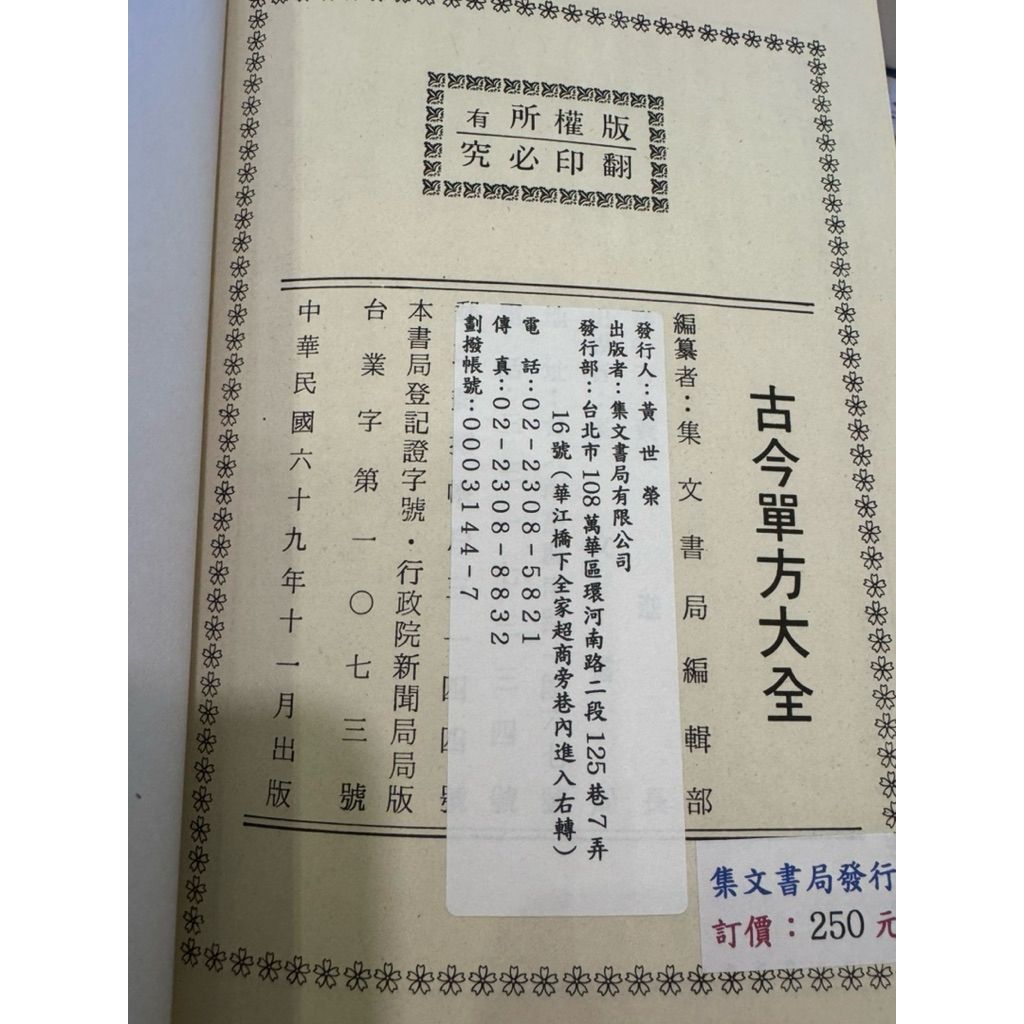 版權所有
翻印必究
古今單方大全
編纂者：集文書局編輯部
發行人：黃世榮
出版者：集文書局有限公司
發行部：台北市108萬華區環河南路二段125巷7弄
16號（華江橋下全家超商旁巷內進入右轉）
電話：02-2308-5821
傳真：02-2308-8832
劃撥帳號：0003144-7
本書局登記證字號・行政院新聞局局版
台業字第一〇七三號
中華民國六十九年十一月出版
集文書局發行
訂價：250元